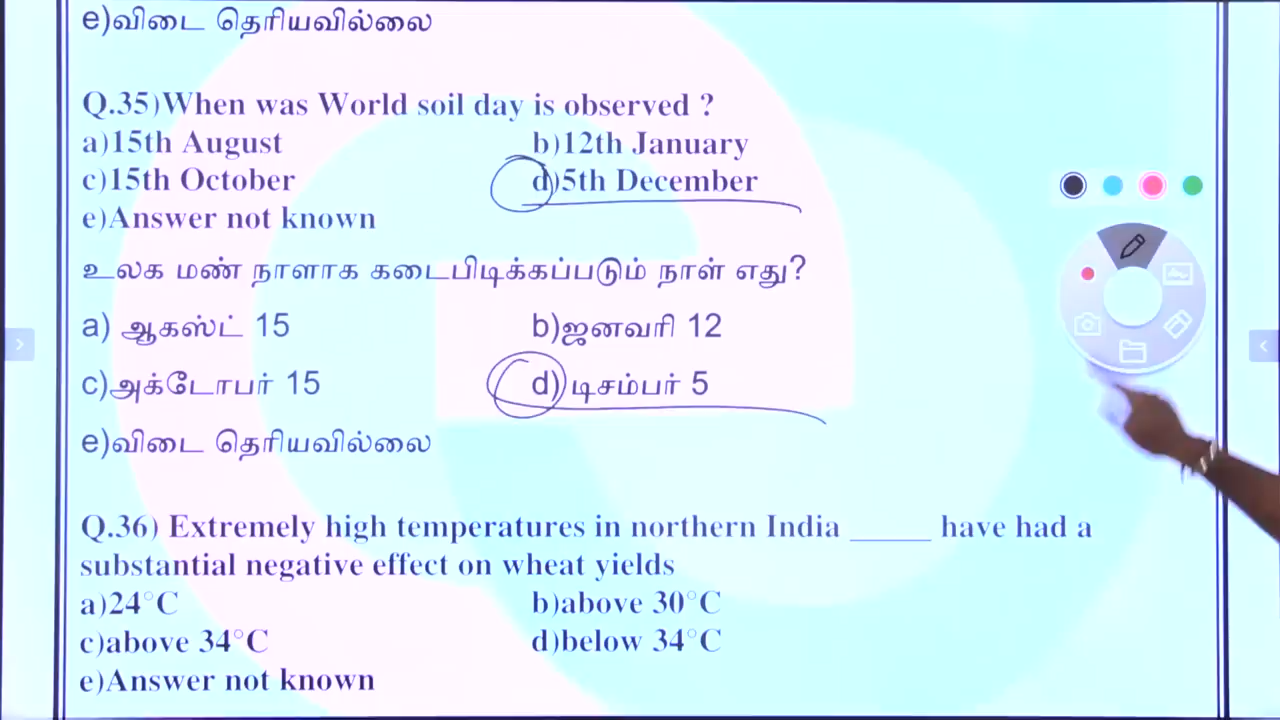 e)விடை தெரியவில்லை
Q.35)When was World soil day is observed ?
a)15th August b)12th January
c)15th October d)5th December
e)Answer not known
உலக மண் நாளாக கடைபிடிக்கப்படும் நாள் எது?
a) ஆகஸ்ட் 15 b)ஜனவரி 12
c)அக்டோபர் 15 d) டிசம்பர் 5
e)விடை தெரியவில்லை
Q.36) Extremely high temperatures in northern India _____ have had a
substantial negative effect on wheat yields
a)24°C b)above 30°C
c)above 34°C d)below 34°C
e)Answer not known